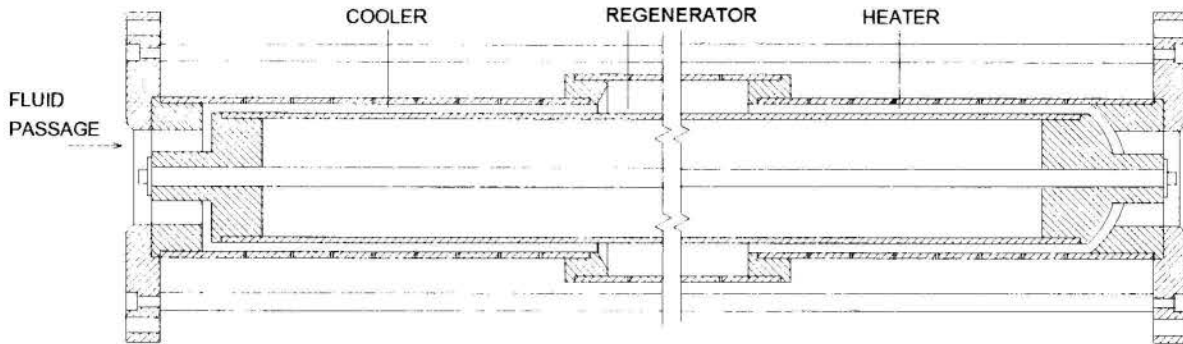 COOLER
REGENERATOR
HEATER
FLUID
PASSAGE